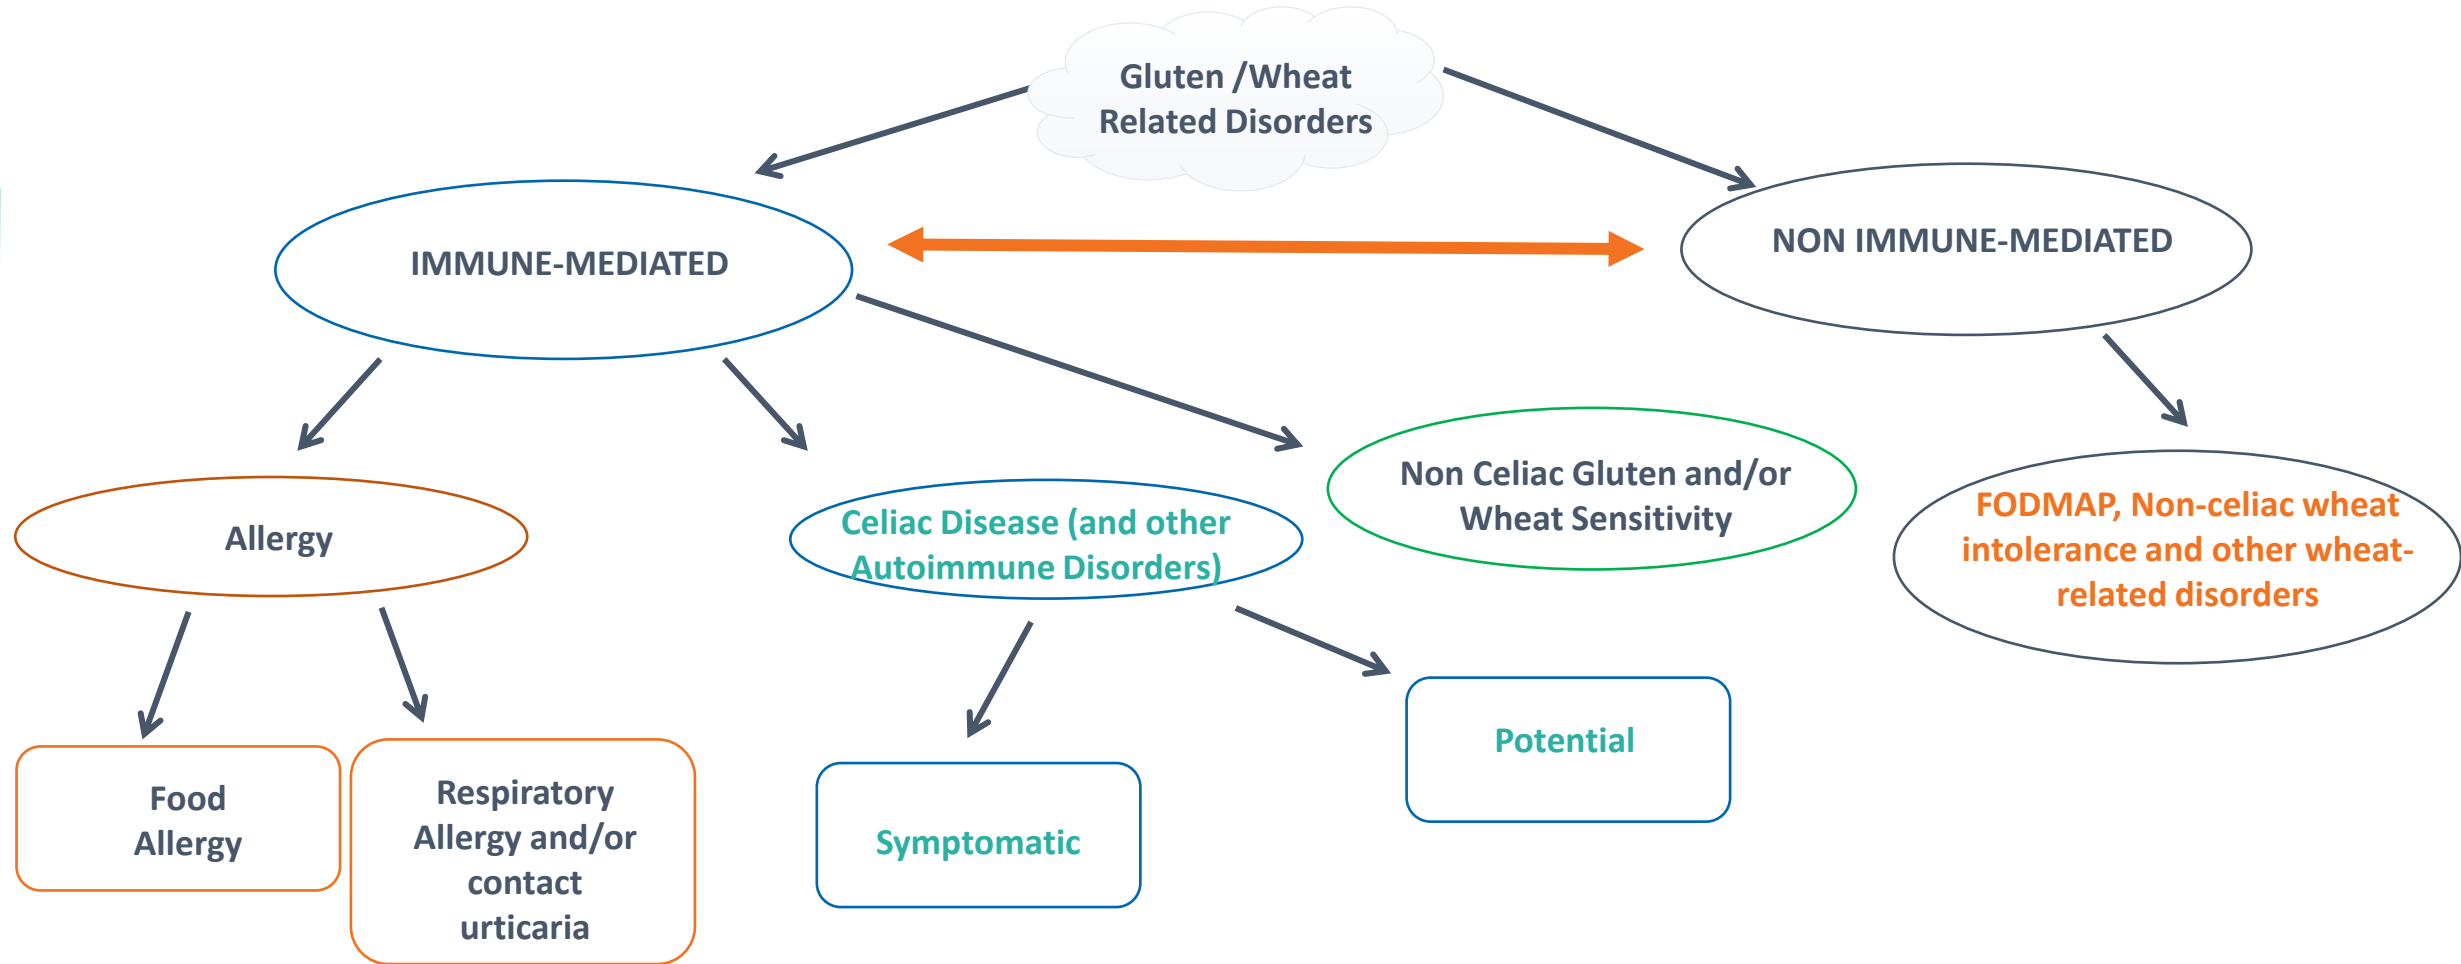 Gluten /Wheat
Related Disorders
IMMUNE-MEDIATED
NON IMMUNE-MEDIATED
Allergy
Celiac Disease (and other
Autoimmune Disorders)
Non Celiac Gluten and/or
Wheat Sensitivity
FODMAP, Non-celiac wheat
intolerance and other wheat-
related disorders
Food
Allergy
Respiratory
Allergy and/or
contact
urticaria
Symptomatic
Potential